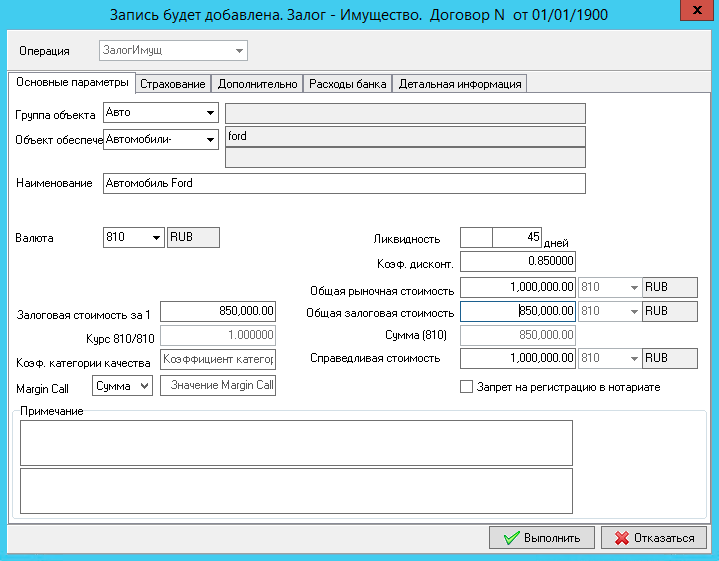 Запись будет добавлена. Залог - Имущество. Договор N от 01/01/1900
x
Операция ЗалогИмущ
Основные параметры Страхование Дополнительно Расходы банка Детальная информация
Группа объекта Авто
Объект обеспече Автомобили- ford
Наименование Автомобиль Ford
Валюта 810 RUB Ликвидность 45 дней
Коэф. дисконт. 0.850000
Общая рыночная стоимость 1,000,000.00 810 RUB
Залоговая стоимость за 1 850,000.00 Общая залоговая стоимость 850,000.00 810 RUB
Курс 810/810 1.000000 Сумма (810) 850,000.00
Коэф. категории качества Коэффициент категор Справедливая стоимость 1,000,000.00 810 RUB
Margin Call Сумма Значение Margin Call Запрет на регистрацию в нотариате
Примечание
Выполнить Отказаться